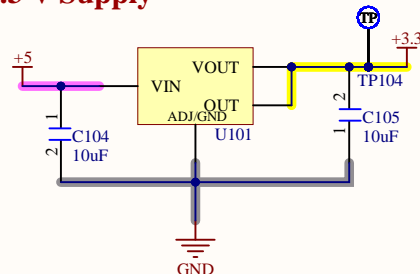 .3 V Supply
TP
+5
+3.3
VOUT
TP104
VIN
OUT
ADJ/GND
U101
1
C104
10uF
2
2
C105
10uF
1
GND